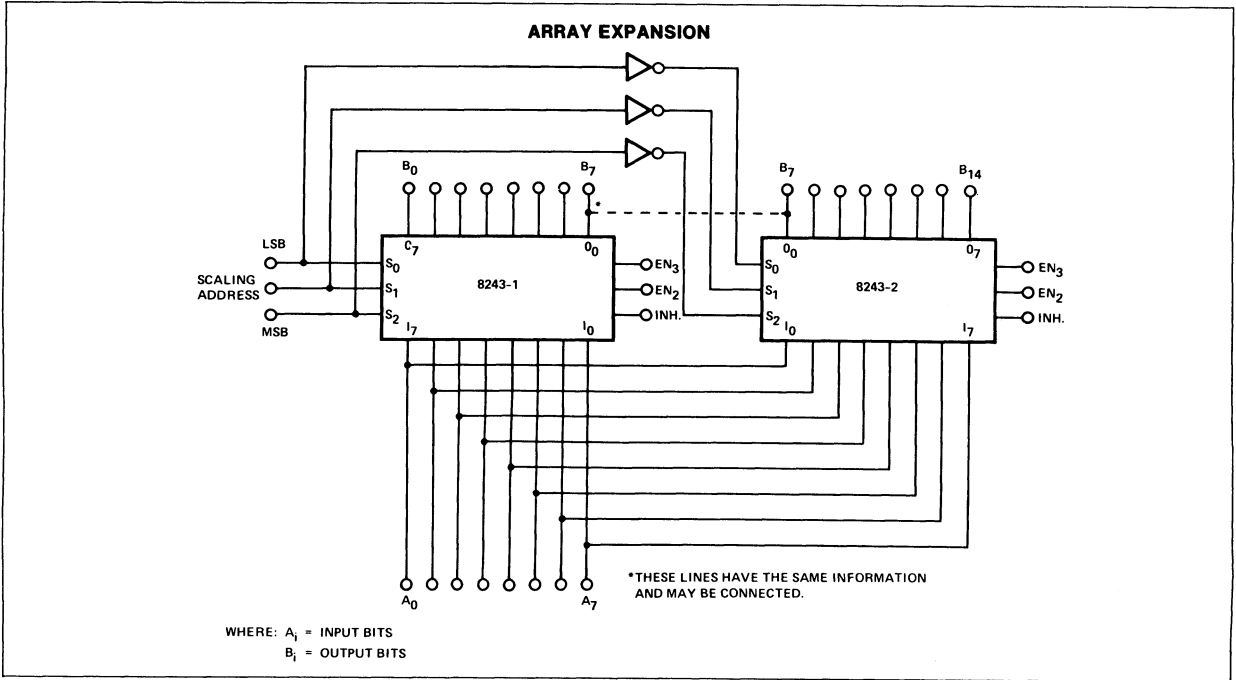 ARRAY EXPANSION
B0 B7 B7 B14
*
LSB C7 00 00 07
SCALING ADDRESS
MSB
S0 EN3 S0 EN3
S1 8243-1 EN2 S1 8243-2 EN2
S2 INH. S2 INH.
I7 I0 I0 I7
A0 A7
*THESE LINES HAVE THE SAME INFORMATION
AND MAY BE CONNECTED.
WHERE: Ai = INPUT BITS
Bi = OUTPUT BITS